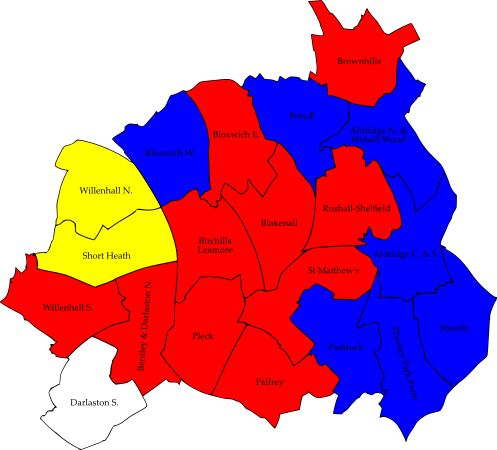 Brownhills
Pelsall
Aldridge N. &
Walsall Wood
Bloxwich E.
Bloxwich W.
Willenhall N.
Rushall-Shelfield
Blakenall
Birchills
Leamore
Short Heath
Aldridge C. & S.
St Matthew's
Bentley & Darlaston N.
Willenhall S.
Streetly
Pleck
Paddock
Pheasey Park Farm
Palfrey
Darlaston S.